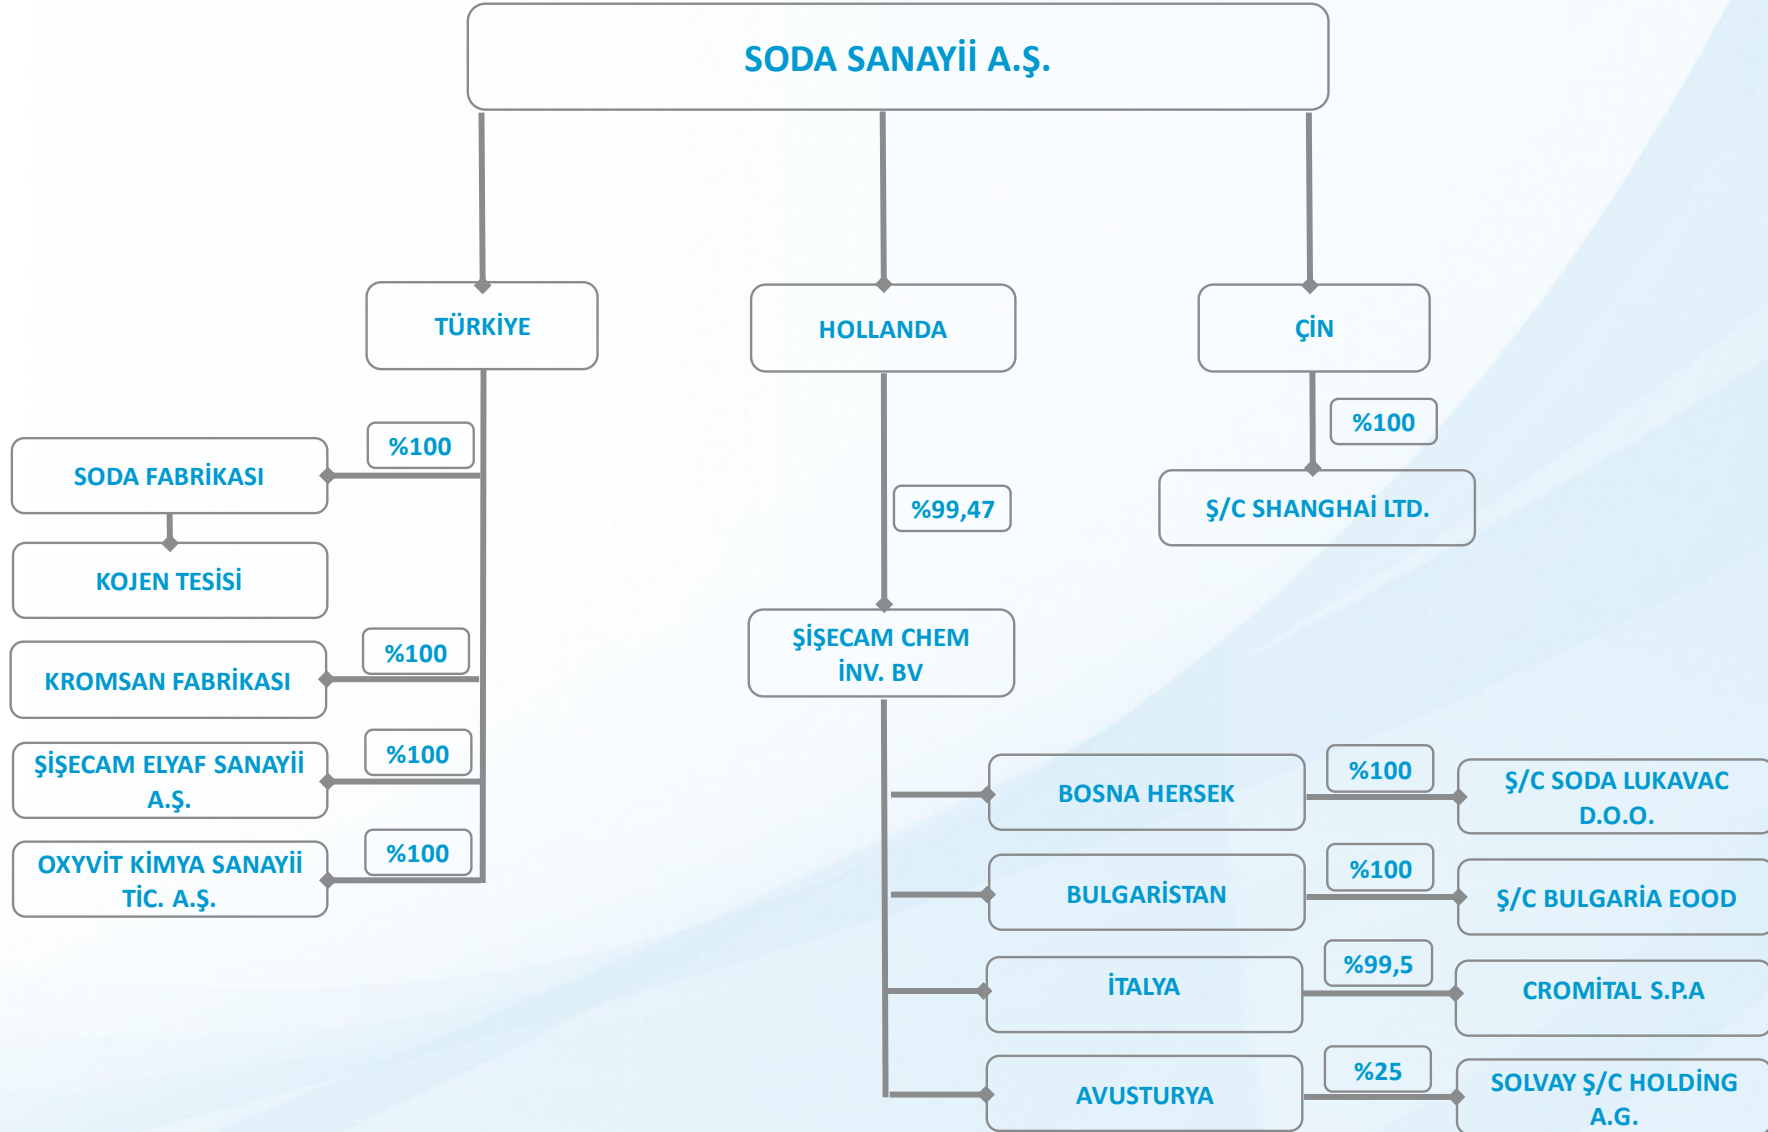 SODA SANAYİİ A.Ş.
TÜRKİYE
HOLLANDA
ÇİN
%100
SODA FABRİKASI
KOJEN TESİSİ
%100
KROMSAN FABRİKASI
%100
ŞİŞECAM ELYAF SANAYİİ
A.Ş.
%100
OXYVİT KİMYA SANAYİİ
TİC. A.Ş.
%99,47
ŞİŞECAM CHEM
İNV. BV
%100
Ş/C SHANGHAİ LTD.
BOSNA HERSEK
%100
Ş/C SODA LUKAVAC
D.O.O.
BULGARİSTAN
%100
Ş/C BULGARİA EOOD
İTALYA
%99,5
CROMİTAL S.P.A
AVUSTURYA
%25
SOLVAY Ş/C HOLDİNG
A.G.